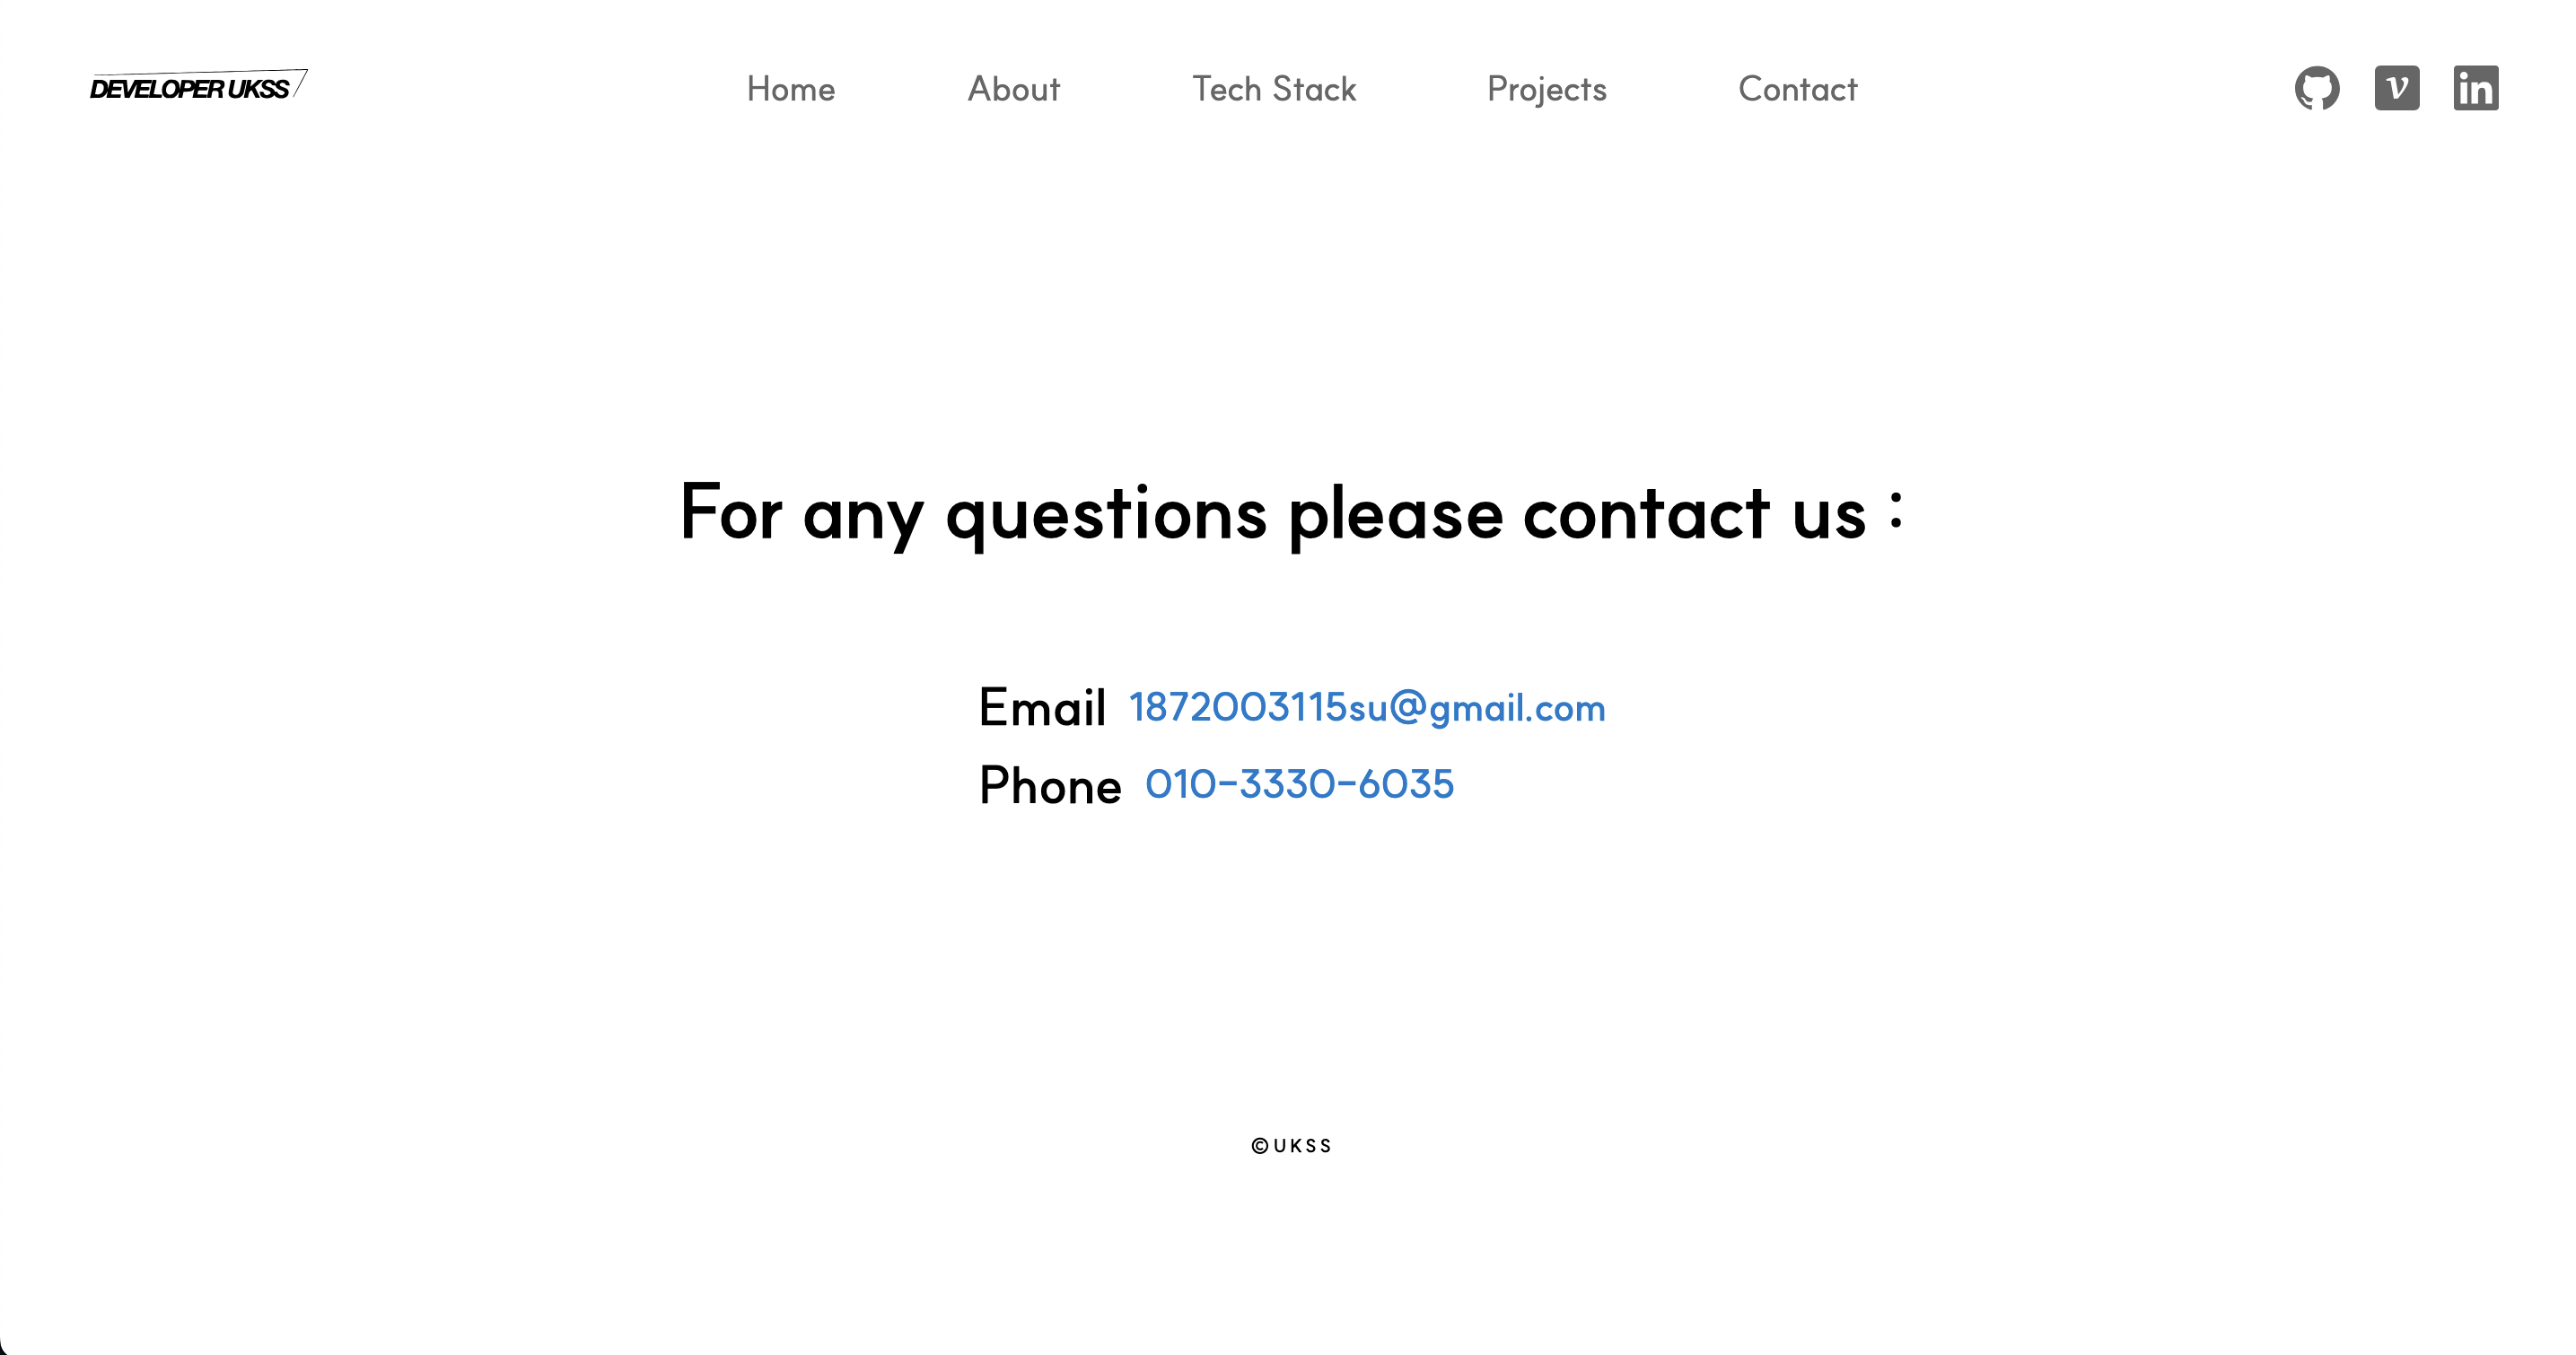 DEVELOPER UKSS
Home About Tech Stack Projects Contact
For any questions please contact us :
Email 1872003115su@gmail.com
Phone 010-3330-6035
©UKSS